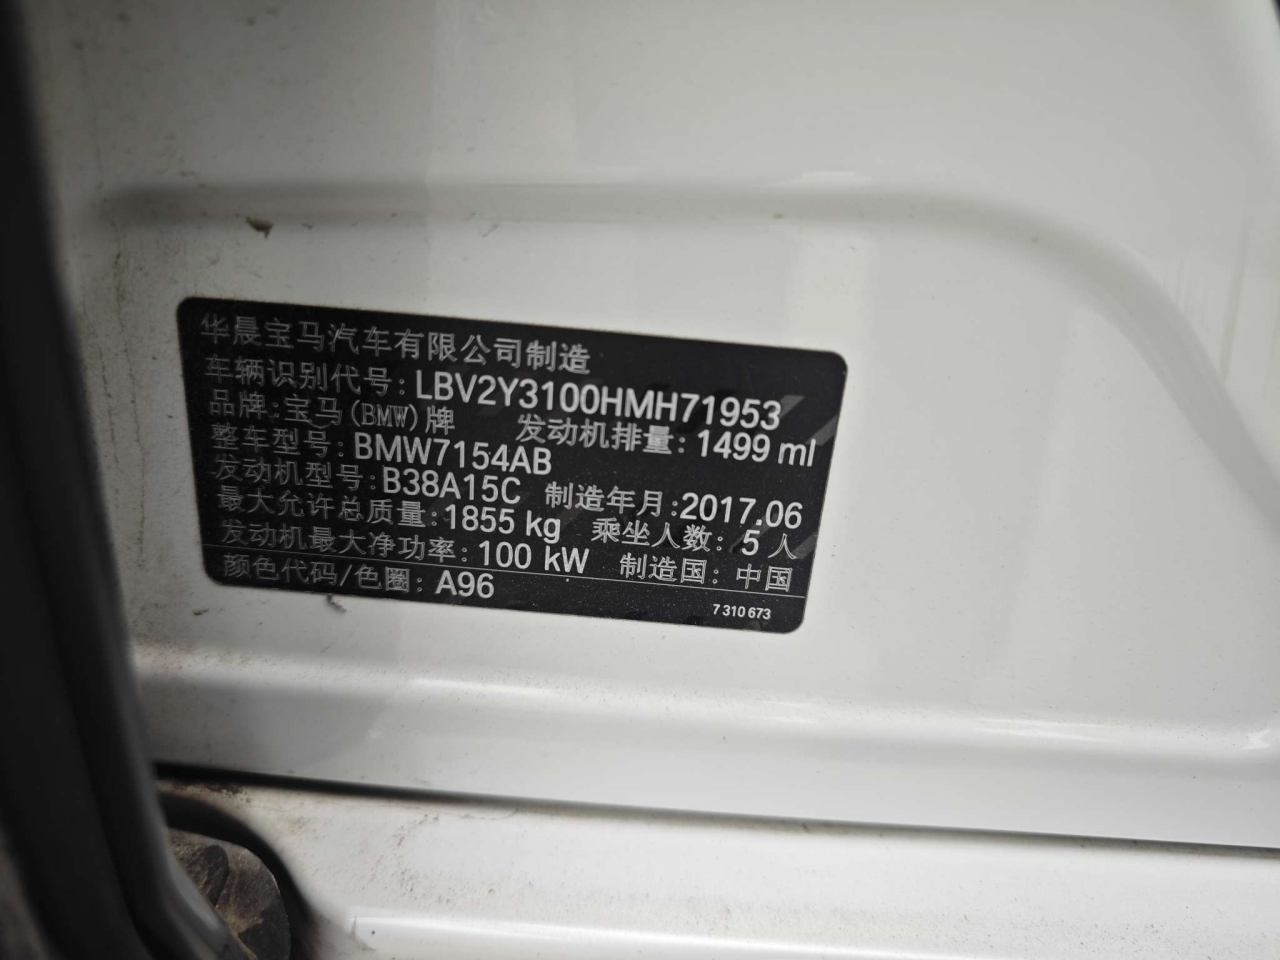 华晨宝马汽车有限公司制造
车辆识别代号: LBV2Y3100HMH71953
品牌: 宝马(BMW)牌 发动机排量: 1499 ml
整车型号: BMW7154AB
发动机型号: B38A15C 制造年月: 2017.06
最大允许总质量: 1855 kg 乘坐人数: 5 人
发动机最大净功率: 100 kW 制造国: 中国
颜色代码/色圈: A96
7 310 673